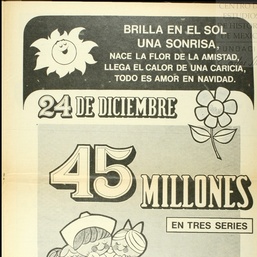 BRILLA EN EL SOL
UNA SONRISA,
NACE LA FLOR DE LA AMISTAD,
LLEGA EL CALOR DE UNA CARICIA,
TODO ES AMOR EN NAVIDAD.
24 DE DICIEMBRE
45 MILLONES
EN TRES SERIES